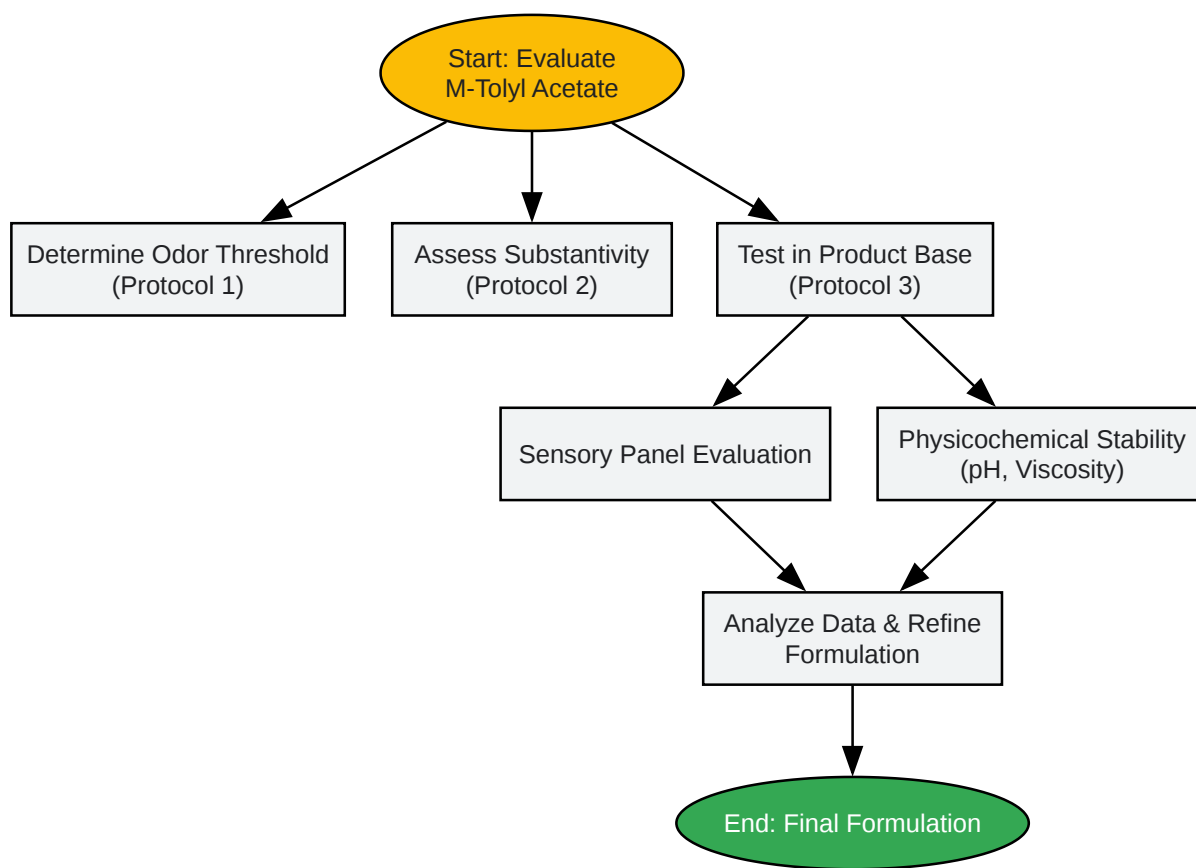 Start: Evaluate
M-Tolyl Acetate
Determine Odor Threshold
(Protocol 1)
Assess Substantivity
(Protocol 2)
Test in Product Base
(Protocol 3)
Sensory Panel Evaluation
Physicochemical Stability
(pH, Viscosity)
Analyze Data & Refine
Formulation
End: Final Formulation